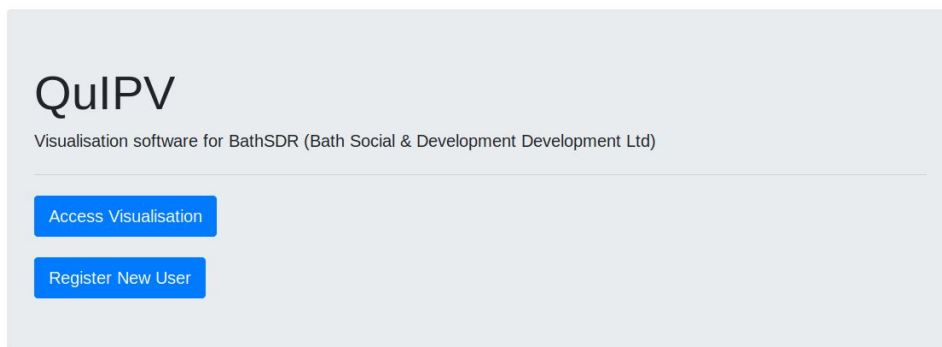 QuIPV
Visualisation software for BathSDR (Bath Social & Development Development Ltd)
Access Visualisation
Register New User